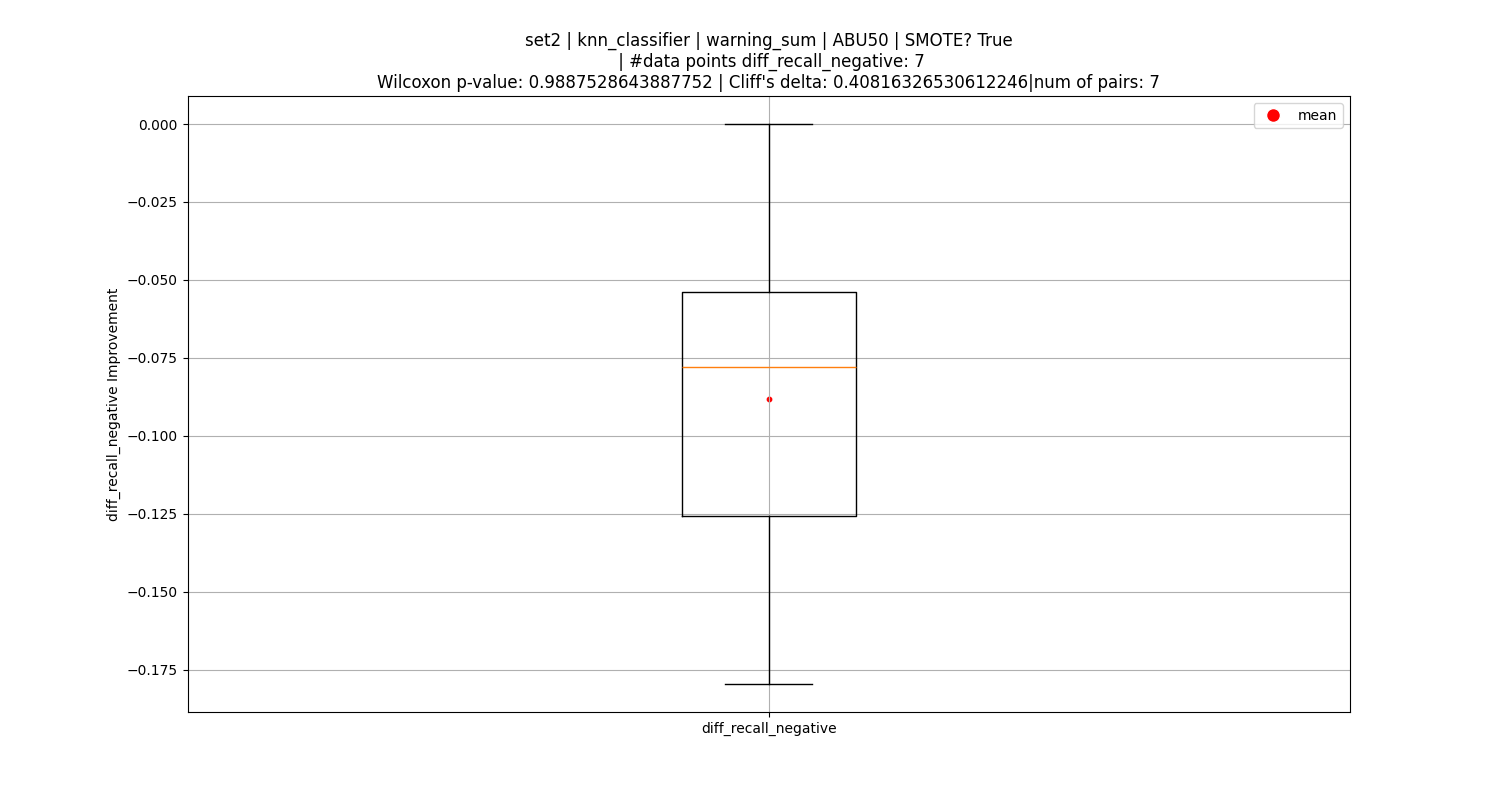 set2 | knn_classifier | warning_sum | ABU50 | SMOTE? True
| #data points diff_recall_negative: 7
Wilcoxon p-value: 0.9887528643887752 | Cliff's delta: 0.40816326530612246|num of pairs: 7
mean
0.000
−0.025
−0.050
−0.075
−0.100
−0.125
−0.150
−0.175
diff_recall_negative Improvement
diff_recall_negative